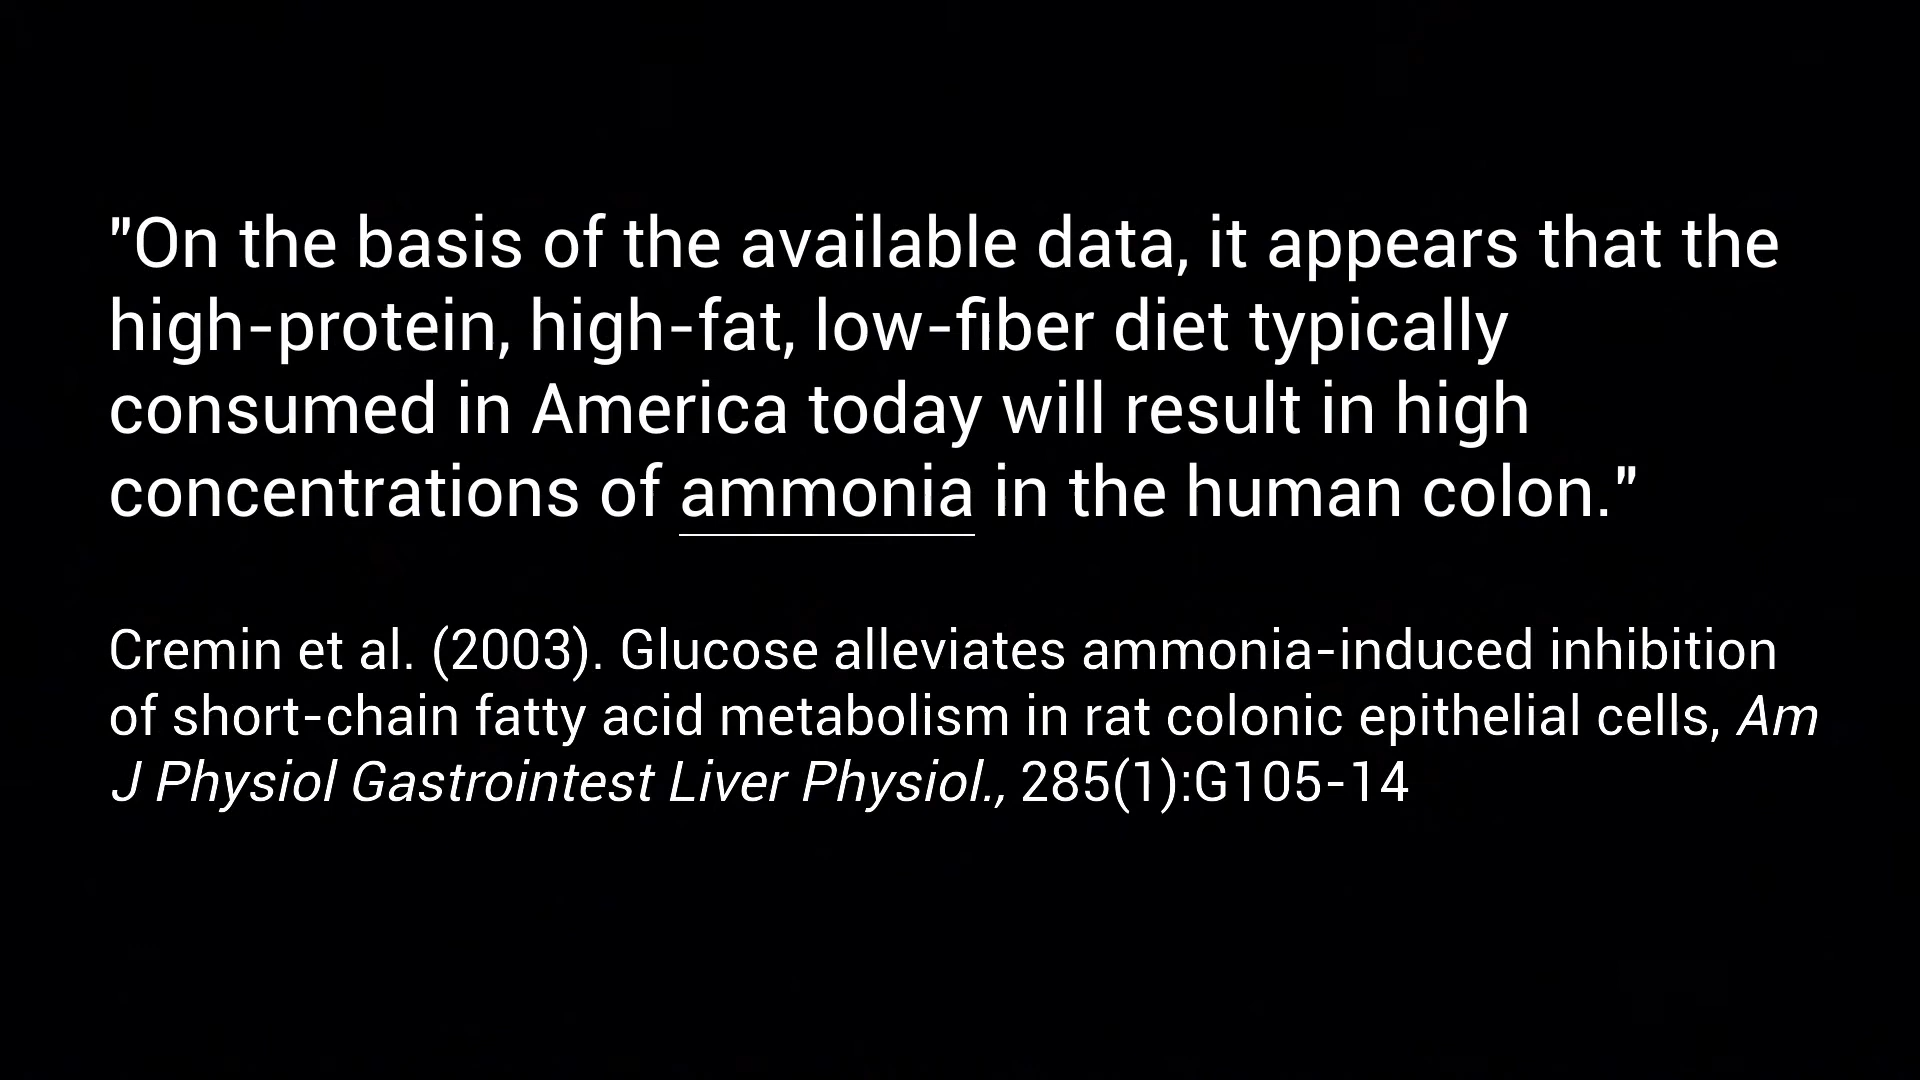 "On the basis of the available data, it appears that the
high-protein, high-fat, low-fiber diet typically
consumed in America today will result in high
concentrations of ammonia in the human colon."
Cremin et al. (2003). Glucose alleviates ammonia-induced inhibition
of short-chain fatty acid metabolism in rat colonic epithelial cells, Am
J Physiol Gastrointest Liver Physiol., 285(1):G105-14